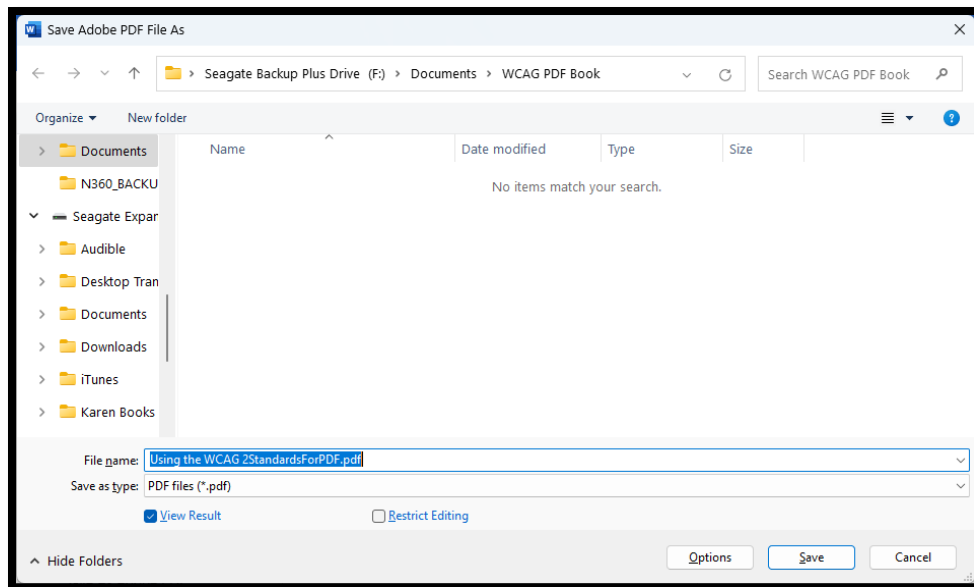 Save Adobe PDF File As
Seagate Backup Plus Drive (F:) > Documents > WCAG PDF Book
Search WCAG PDF Book
Organize
New folder
Name
Date modified
Type
Size
No items match your search.
Documents
N360_BACKU
Seagate Expan
Audible
Desktop Tran
Documents
Downloads
iTunes
Karen Books
File name: Using the WCAG 2StandardsForPDF.pdf
Save as type: PDF files (*.pdf)
View Result
Restrict Editing
Hide Folders
Options
Save
Cancel